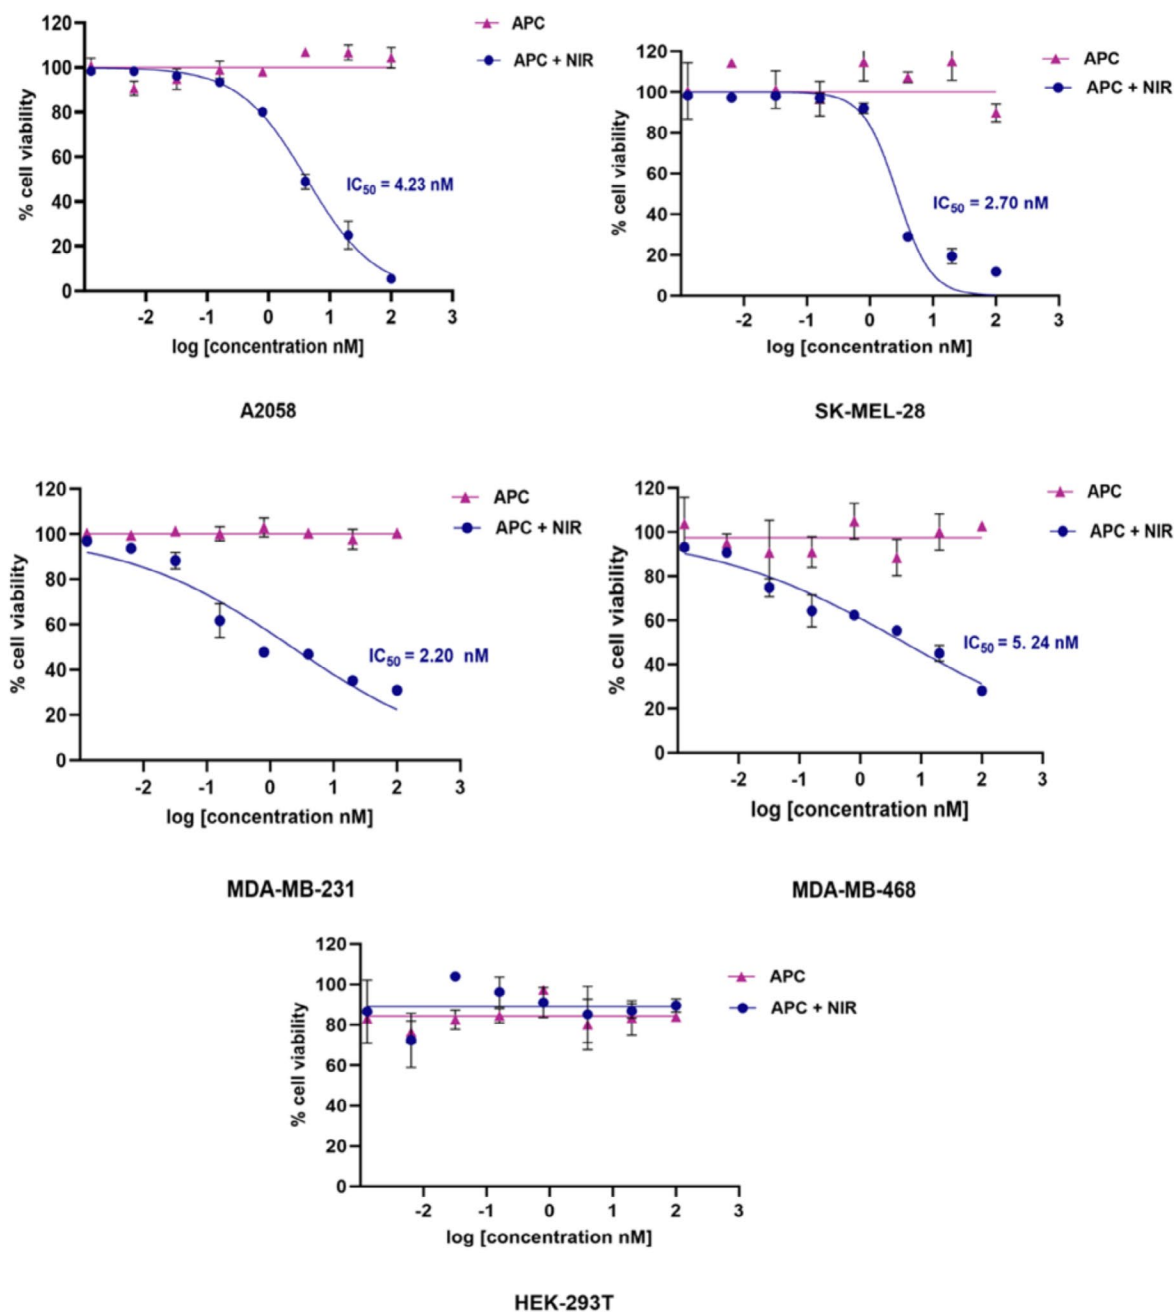 120
100
80
60
40
20
0
% cell viability
-2 -1 0 1 2 3
log [concentration nM]
APC
APC + NIR
IC50 = 4.23 nM
A2058
120
100
80
60
40
20
0
% cell viability
-2 -1 0 1 2 3
log [concentration nM]
APC
APC + NIR
IC50 = 2.70 nM
SK-MEL-28
120
100
80
60
40
20
0
% cell viability
-2 -1 0 1 2 3
log [concentration nM]
APC
APC + NIR
IC50 = 2.20 nM
MDA-MB-231
120
100
80
60
40
20
0
% cell viability
-2 -1 0 1 2 3
log [concentration nM]
APC
APC + NIR
IC50 = 5. 24 nM
MDA-MB-468
120
100
80
60
40
20
0
% cell viability
-2 -1 0 1 2 3
log [concentration nM]
APC
APC + NIR
HEK-293T